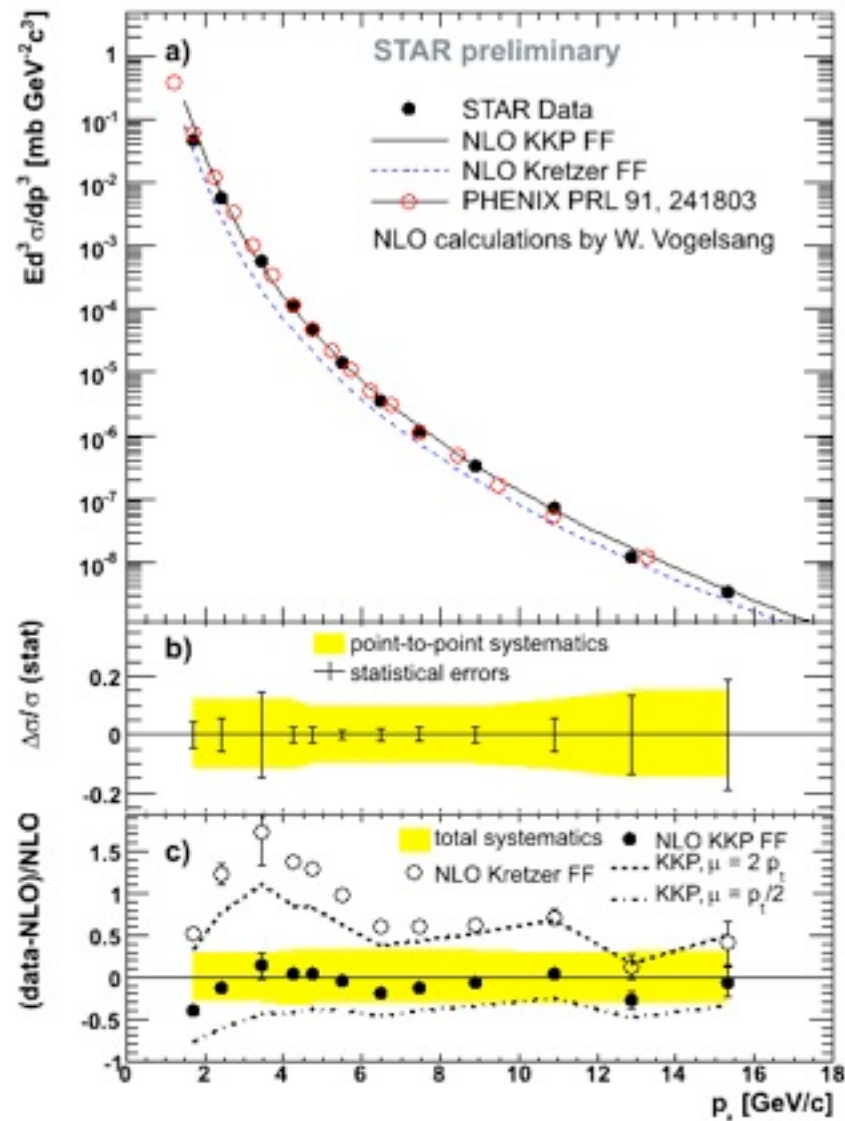 a) STAR preliminary
STAR Data
NLO KKP FF
NLO Kretzer FF
PHENIX PRL 91, 241803
NLO calculations by W. Vogelsang
Ed³ σ/dp³ [mb GeV⁻²c³]
1
10⁻¹
10⁻²
10⁻³
10⁻⁴
10⁻⁵
10⁻⁶
10⁻⁷
10⁻⁸
b)
point-to-point systematics
statistical errors
Δσ/σ (stat)
0.2
0
-0.2
c)
total systematics
NLO KKP FF
NLO Kretzer FF
KKP, μ = 2 pₜ
KKP, μ = pₜ/2
(data-NLO)/NLO
1.5
1
0.5
0
-0.5
-1
0 2 4 6 8 10 12 14 16 18
p [GeV/c]